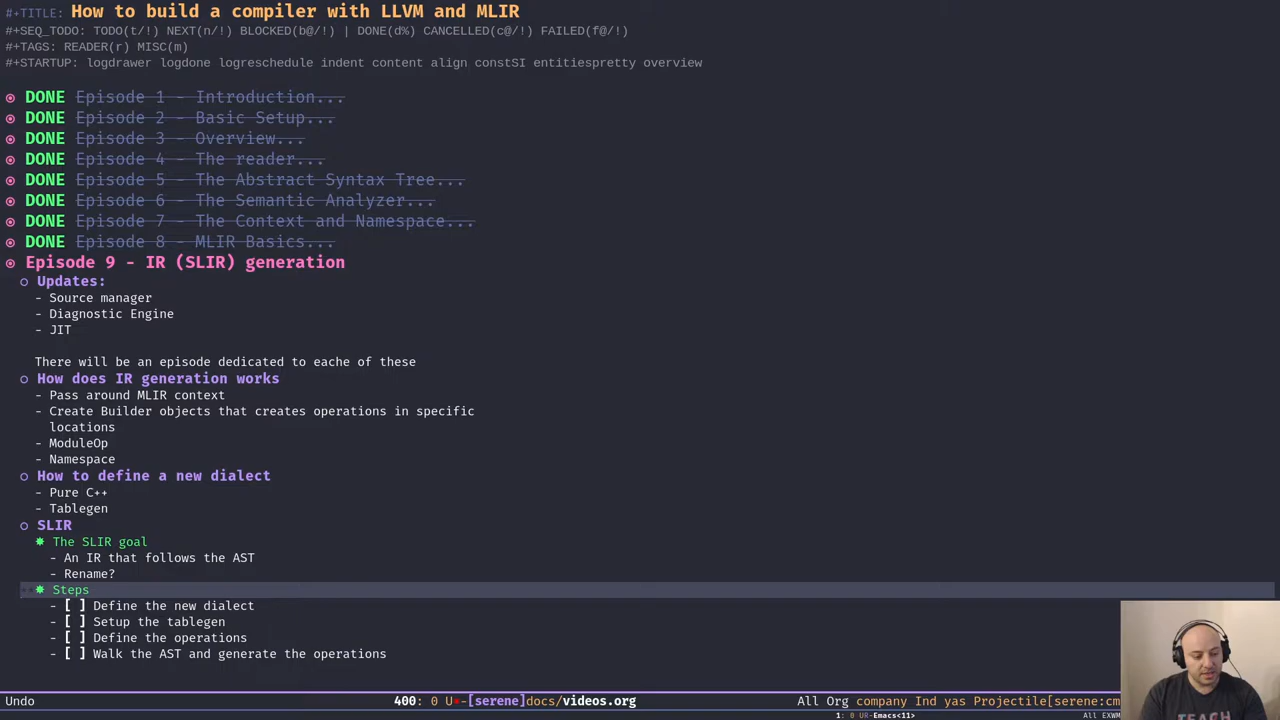 #+TITLE: How to build a compiler with LLVM and MLIR
#+SEQ_TODO: TODO(t/!) NEXT(n/!) BLOCKED(b@/!) | DONE(d%) CANCELLED(c@/!) FAILED(f@/!)
#+TAGS: READER(r) MISC(m)
#+STARTUP: logdrawer logdone logreschedule indent content align constSI entitiespretty overview
DONE Episode 1 - Introduction...
DONE Episode 2 - Basic Setup...
DONE Episode 3 - Overview...
DONE Episode 4 - The reader...
DONE Episode 5 - The Abstract Syntax Tree...
DONE Episode 6 - The Semantic Analyzer...
DONE Episode 7 - The Context and Namespace...
DONE Episode 8 - MLIR Basics...
Episode 9 - IR (SLIR) generation
Updates:
- Source manager
- Diagnostic Engine
- JIT
There will be an episode dedicated to eache of these
How does IR generation works
- Pass around MLIR context
- Create Builder objects that creates operations in specific
locations
- ModuleOp
- Namespace
How to define a new dialect
- Pure C++
- Tablegen
SLIR
The SLIR goal
- An IR that follows the AST
- Rename?
Steps
- [ ] Define the new dialect
- [ ] Setup the tablegen
- [ ] Define the operations
- [ ] Walk the AST and generate the operations
Undo 400: 0 U*-[serene]docs/videos.org All Org company Ind yas Projectile[serene:cm
1: 0 UR-Emacs<11> All EXWM
TEACH